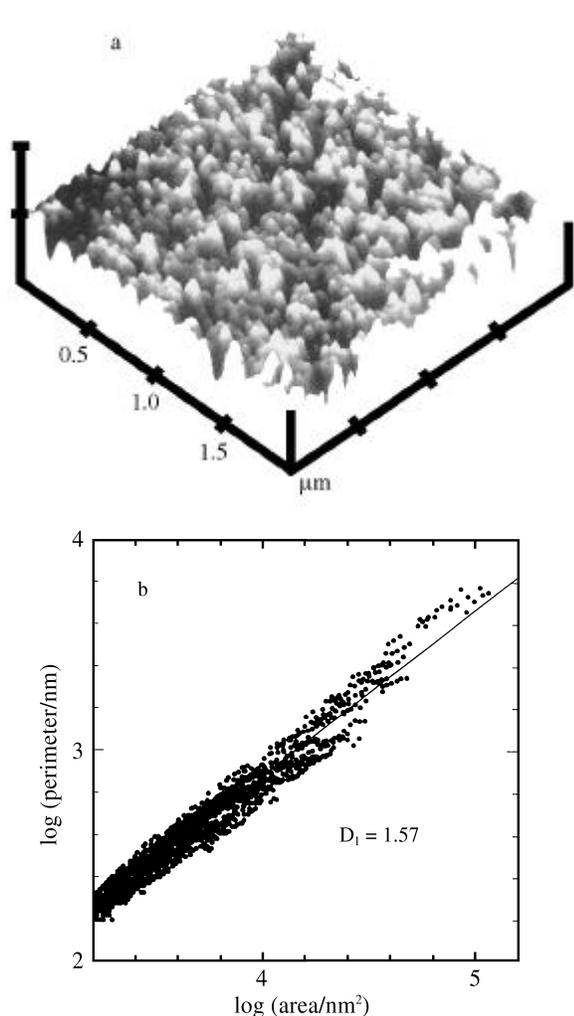 a
0.5
1.0
1.5
μm
4
b
3
log (perimeter/nm)
D₁ = 1.57
2
4
5
log (area/nm²)